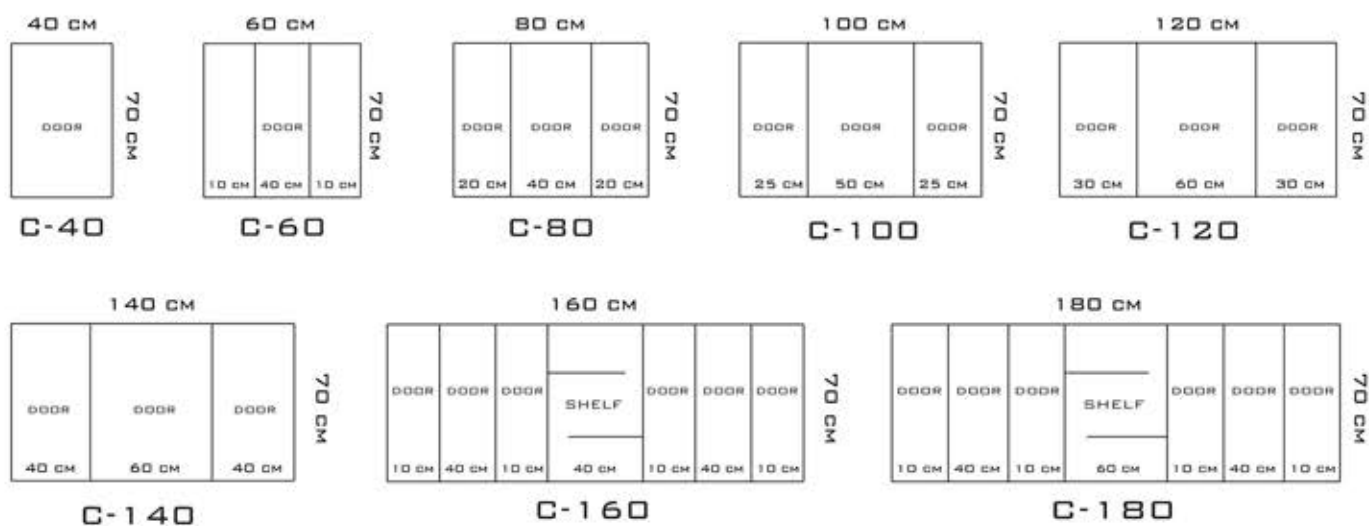 40 CM
60 CM
80 CM
100 CM
120 CM
DOOR
70 CM
DOOR
70 CM
DOOR DOOR DOOR
70 CM
DOOR DOOR DOOR
70 CM
DOOR DOOR DOOR
70 CM
10 CM 40 CM 10 CM
20 CM 40 CM 20 CM
25 CM 50 CM 25 CM
30 CM 60 CM 30 CM
C-40
C-60
C-80
C-100
C-120
140 CM
160 CM
180 CM
DOOR DOOR DOOR
70 CM
DOOR DOOR DOOR SHELF DOOR DOOR DOOR
70 CM
DOOR DOOR DOOR SHELF DOOR DOOR DOOR
70 CM
40 CM 60 CM 40 CM
10 CM 40 CM 10 CM 40 CM 10 CM 40 CM 10 CM
10 CM 40 CM 10 CM 60 CM 10 CM 40 CM 10 CM
C-140
C-160
C-180